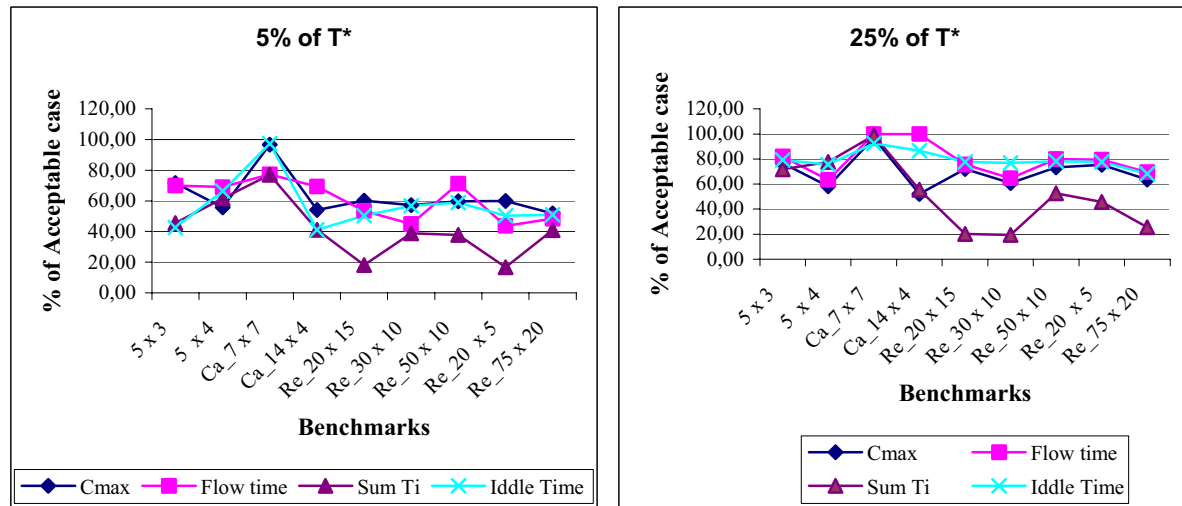 5% of T*
% of Acceptable case
120,00
100,00
80,00
60,00
40,00
20,00
0,00
5 x 3
5 x 4
Ca_7 x 7
Ca_14 x 4
Re_20 x 15
Re_30 x 10
Re_50 x 10
Re_20 x 5
Re_75 x 20
Benchmarks
Cmax
Flow time
Sum Ti
Iddle Time
25% of T*
% of Acceptable case
120,00
100,00
80,00
60,00
40,00
20,00
0,00
5 x 3
5 x 4
Ca_7 x 7
Ca_14 x 4
Re_20 x 15
Re_30 x 10
Re_50 x 10
Re_20 x 5
Re_75 x 20
Benchmarks
Cmax
Flow time
Sum Ti
Iddle Time